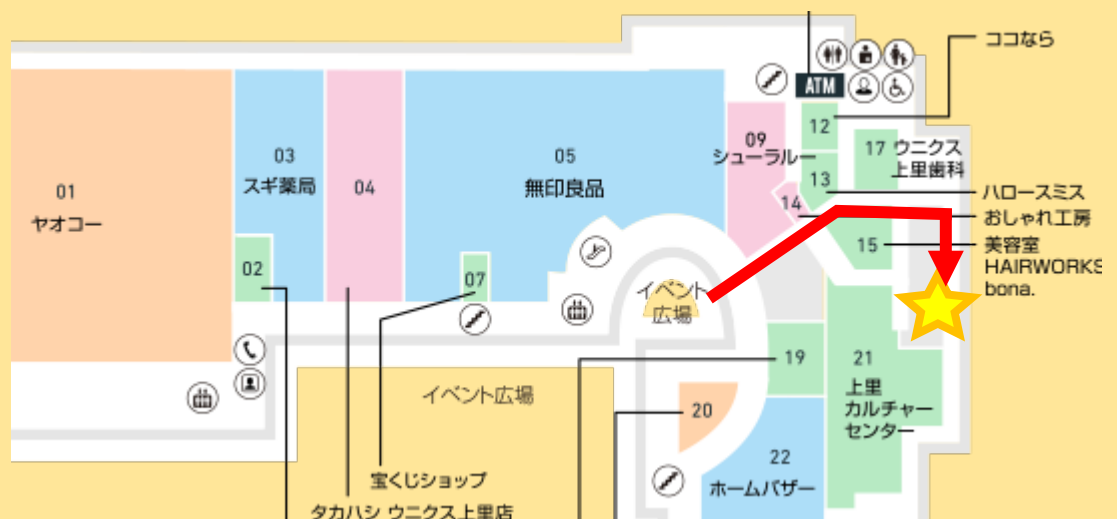 ココなら
ATM
12
09
シューラルー
17 ウニクス
上里歯科
03
スギ薬局
05
無印良品
04
01
ヤオコー
13
ハロースミス
14
おしゃれ工房
15
美容室
HAIRWORKS
bona.
02
07
イベント
広場
19
21
上里
カルチャー
センター
イベント広場
20
22
ホームバザー
宝くじショップ
タカハシ ウニクス上里店